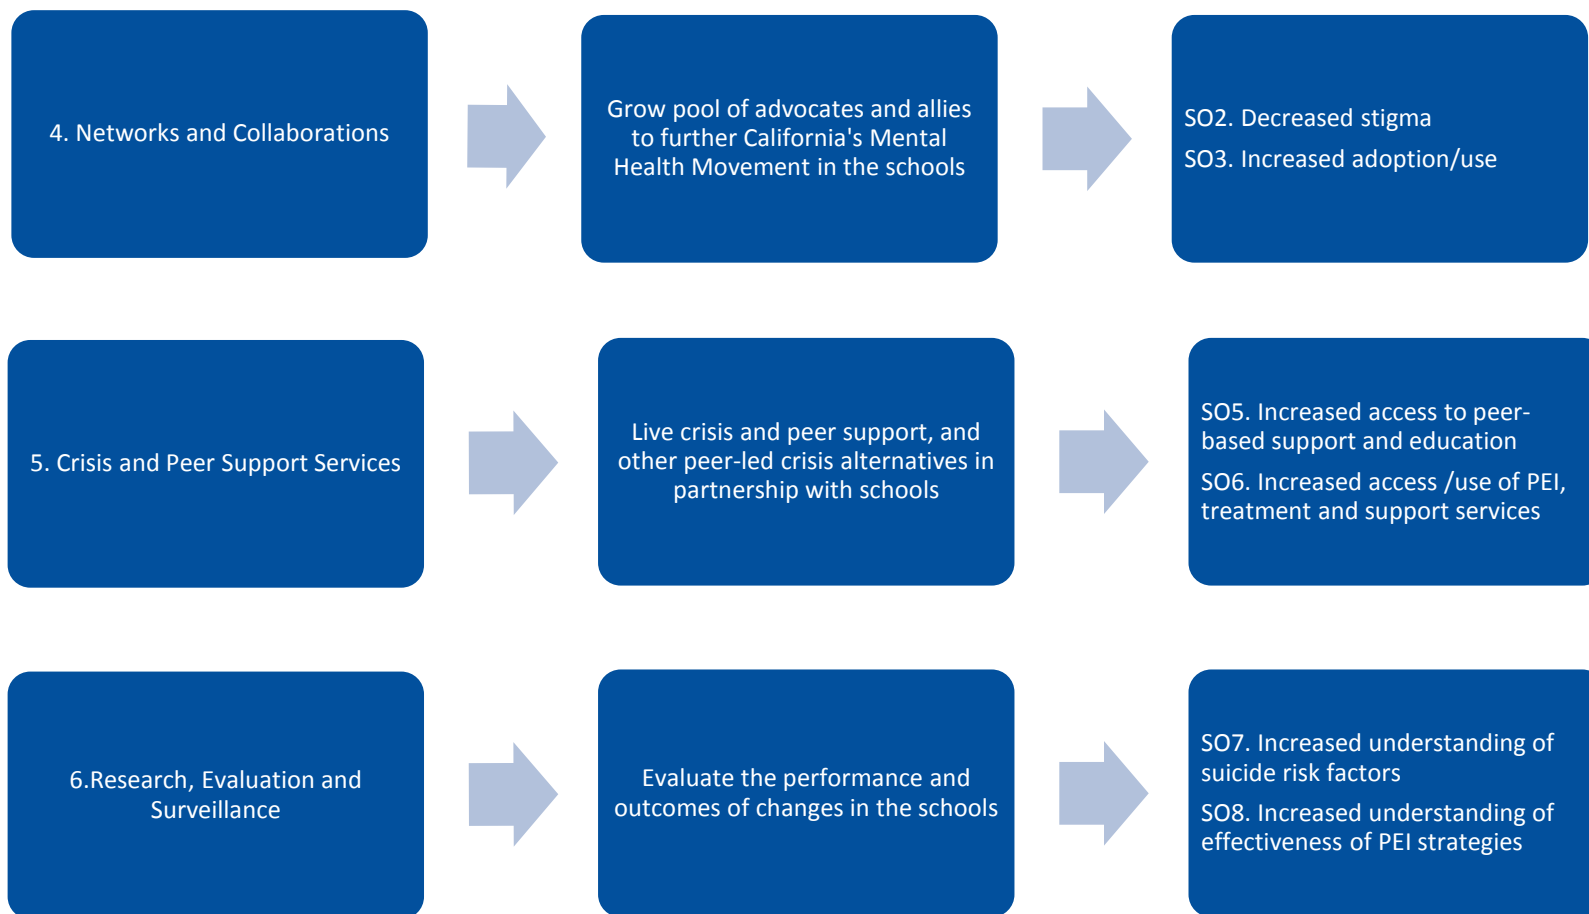 4. Networks and Collaborations
Grow pool of advocates and allies
to further California's Mental
Health Movement in the schools
SO2. Decreased stigma
SO3. Increased adoption/use
5. Crisis and Peer Support Services
Live crisis and peer support, and
other peer-led crisis alternatives in
partnership with schools
SO5. Increased access to peer-
based support and education
SO6. Increased access /use of PEI,
treatment and support services
6.Research, Evaluation and
Surveillance
Evaluate the performance and
outcomes of changes in the schools
SO7. Increased understanding of
suicide risk factors
SO8. Increased understanding of
effectiveness of PEI strategies